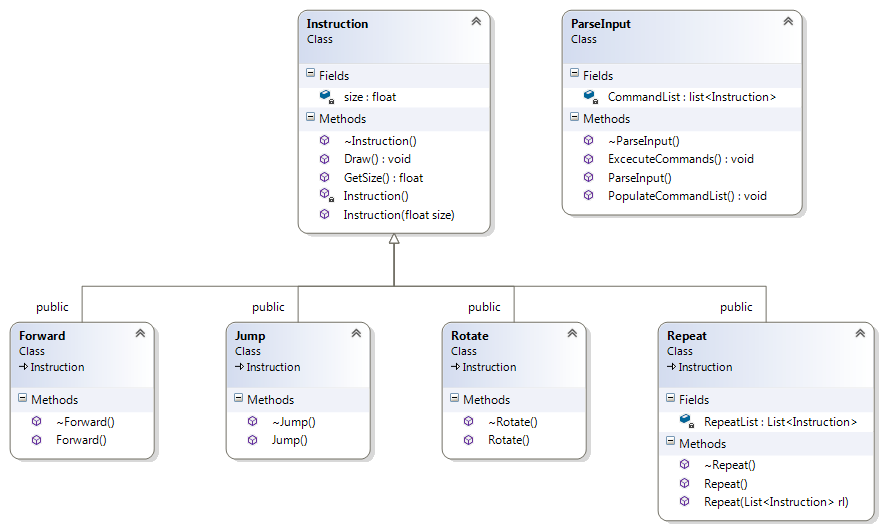 Instruction
Class
Fields
size : float
Methods
~Instruction()
Draw() : void
GetSize() : float
Instruction()
Instruction(float size)
ParseInput
Class
Fields
CommandList : list<Instruction>
Methods
~ParseInput()
ExcecuteCommands() : void
ParseInput()
PopulateCommandList() : void
public
public
public
public
Forward
Class
Instruction
Methods
~Forward()
Forward()
Jump
Class
Instruction
Methods
~Jump()
Jump()
Rotate
Class
Instruction
Methods
~Rotate()
Rotate()
Repeat
Class
Instruction
Fields
RepeatList : List<Instruction>
Methods
~Repeat()
Repeat()
Repeat(List<Instruction> rl)